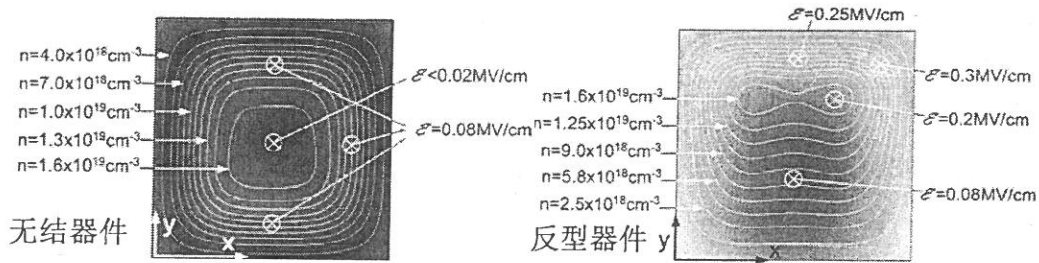 n=4.0x10¹⁸cm⁻³
n=7.0x10¹⁸cm⁻³
n=1.0x10¹⁹cm⁻³
n=1.3x10¹⁹cm⁻³
n=1.6x10¹⁹cm⁻³
ℰ<0.02MV/cm
ℰ=0.08MV/cm
y
x
无结器件
ℰ=0.25MV/cm
ℰ=0.3MV/cm
ℰ=0.2MV/cm
ℰ=0.08MV/cm
n=1.6x10¹⁹cm⁻³
n=1.25x10¹⁹cm⁻³
n=9.0x10¹⁸cm⁻³
n=5.8x10¹⁸cm⁻³
n=2.5x10¹⁸cm⁻³
反型器件
y
x